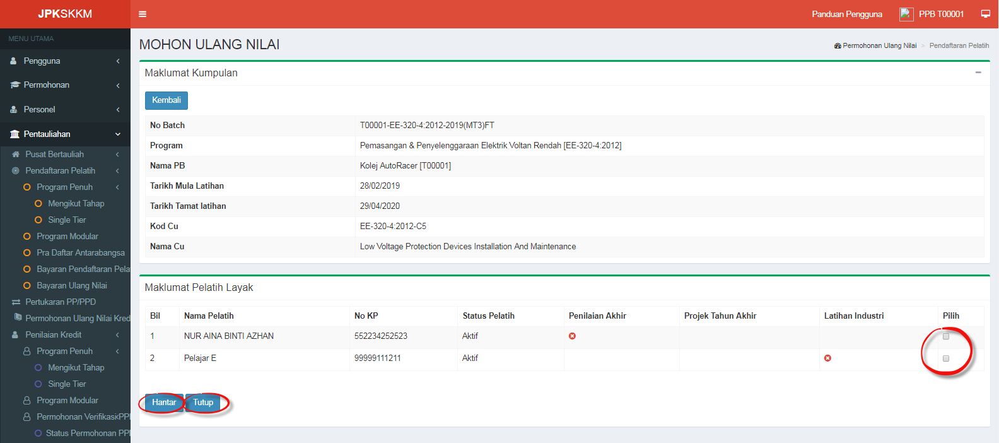 JPKSKKM
Panduan Pengguna
PPB T00001
MENU UTAMA
Pengguna
Permohonan
Personel
Pentauliahan
Pusat Bertauliah
Pendaftaran Pelatih
Program Penuh
Mengikut Tahap
Single Tier
Program Modular
Pra Daftar Antarabangsa
Bayaran Pendaftaran Pela
Bayaran Ulang Nilai
Pertukaran PP/PPD
Permohonan Ulang Nilai Kred
Penilaian Kredit
Program Penuh
Mengikut Tahap
Single Tier
Program Modular
Permohonan Verifikasi PPI
Status Permohonan PPI
MOHON ULANG NILAI
Permohonan Ulang Nilai > Pendaftaran Pelatih
Maklumat Kumpulan
Kembali
No Batch T00001-EE-320-4:2012-2019(MT3)FT
Program Pemasangan & Penyelenggaraan Elektrik Voltan Rendah [EE-320-4:2012]
Nama PB Kolej AutoRacer [T00001]
Tarikh Mula Latihan 28/02/2019
Tarikh Tamat latihan 29/04/2020
Kod Cu EE-320-4:2012-C5
Nama Cu Low Voltage Protection Devices Installation And Maintenance
Maklumat Pelatih Layak
Bil Nama Pelatih No KP Status Pelatih Penilaian Akhir Projek Tahun Akhir Latihan Industri Pilih
1 NUR AINA BINTI AZHAN 552234252523 Aktif
2 Pelajar E 99999111211 Aktif
Hantar Tutup